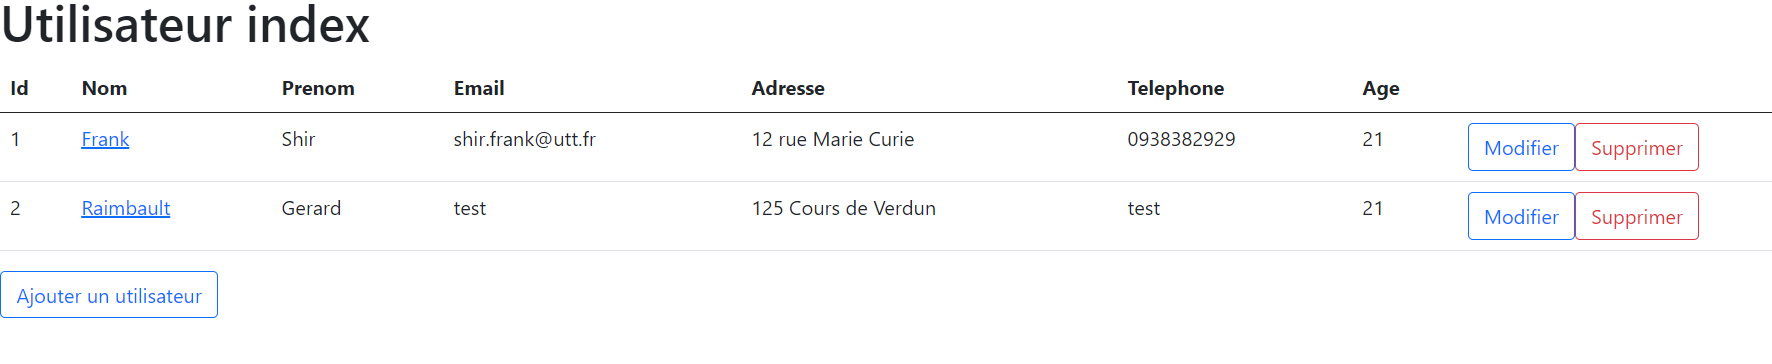 Utilisateur index
Id Nom Prenom Email Adresse Telephone Age
1 Frank Shir shir.frank@utt.fr 12 rue Marie Curie 0938382929 21 Modifier Supprimer
2 Raimbault Gerard test 125 Cours de Verdun test 21 Modifier Supprimer
Ajouter un utilisateur